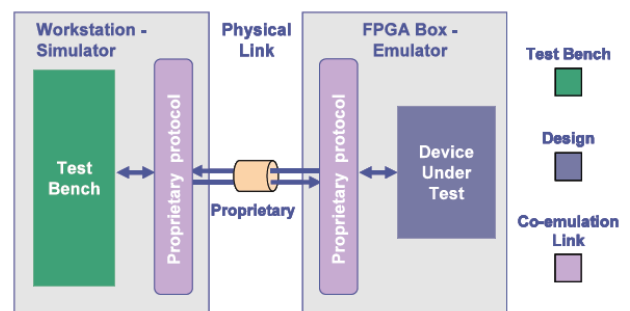 Workstation -
Simulator
Physical
Link
FPGA Box -
Emulator
Test Bench
Test
Bench
Proprietary protocol
Proprietary
Proprietary protocol
Device
Under
Test
Design
Co-emulation
Link